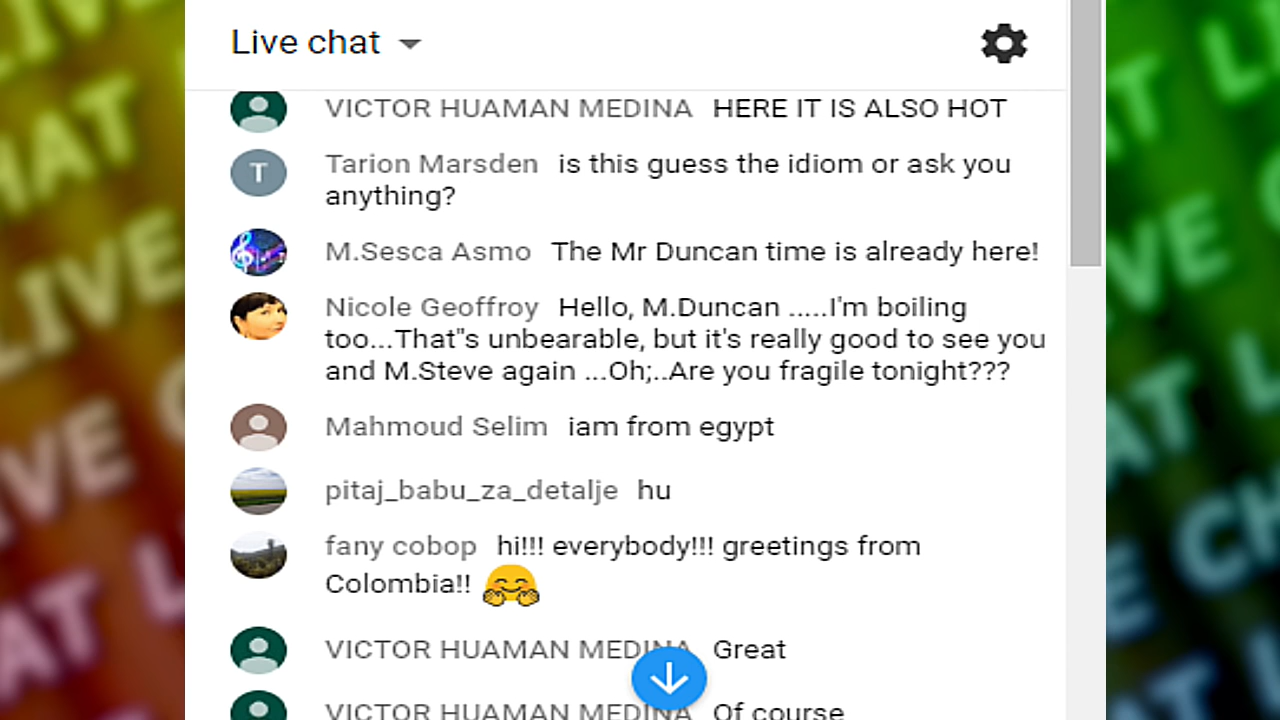 Live chat
VICTOR HUAMAN MEDINA HERE IT IS ALSO HOT
T
Tarion Marsden is this guess the idiom or ask you
anything?
M.Sesca Asmo The Mr Duncan time is already here!
Nicole Geoffroy Hello, M.Duncan .....I'm boiling
too...That"s unbearable, but it's really good to see you
and M.Steve again ...Oh;..Are you fragile tonight???
Mahmoud Selim iam from egypt
pitaj_babu_za_detalje hu
fany cobop hi!!! everybody!!! greetings from
Colombia!! 🤗
VICTOR HUAMAN MEDINA Great
VICTOR HUAMAN MEDINA Of course